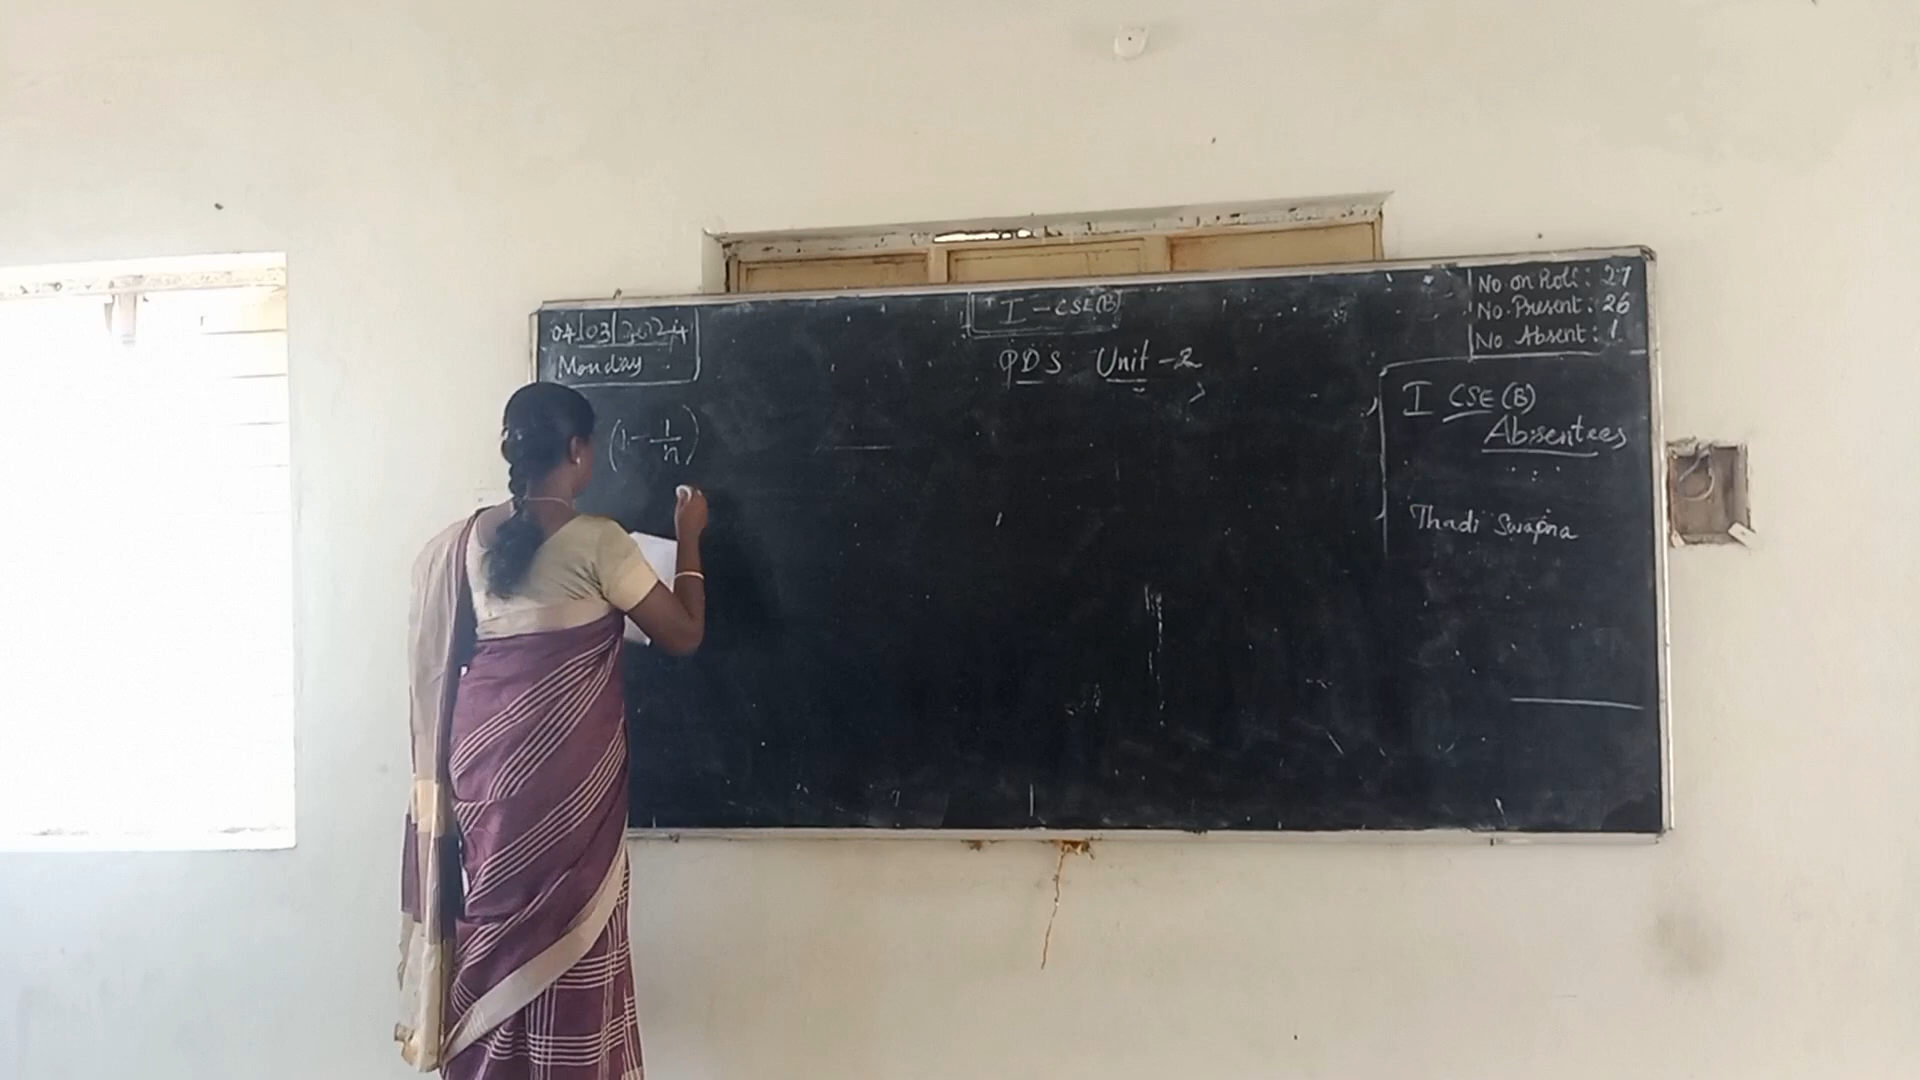 04/03/2024
Monday
I - CSE(B)
No on Roll: 27
No. Present: 26
No Absent: 1
PDS Unit - 2
(1 - 1/n)
I CSE (B)
Absentees
Thadi Swapna